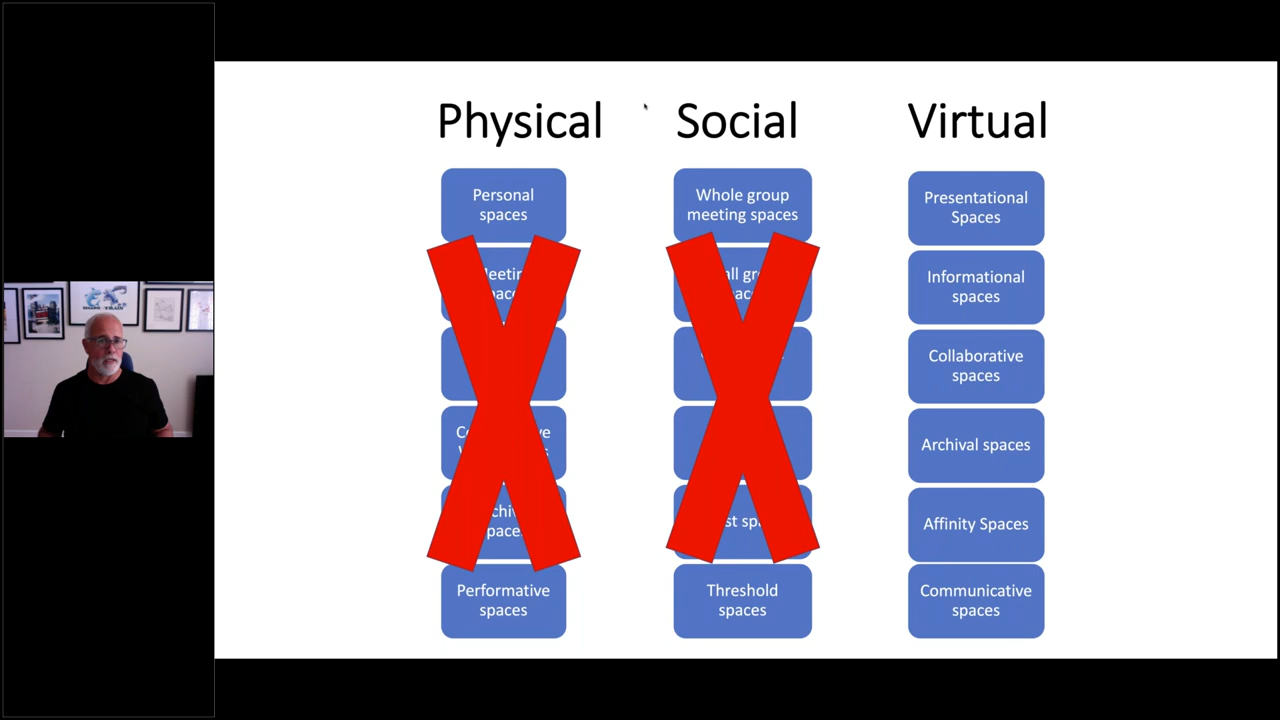 Physical
Social
Virtual
Personal
spaces
Performative
spaces
Whole group
meeting spaces
Threshold
spaces
Presentational
Spaces
Informational
spaces
Collaborative
spaces
Archival spaces
Affinity Spaces
Communicative
spaces